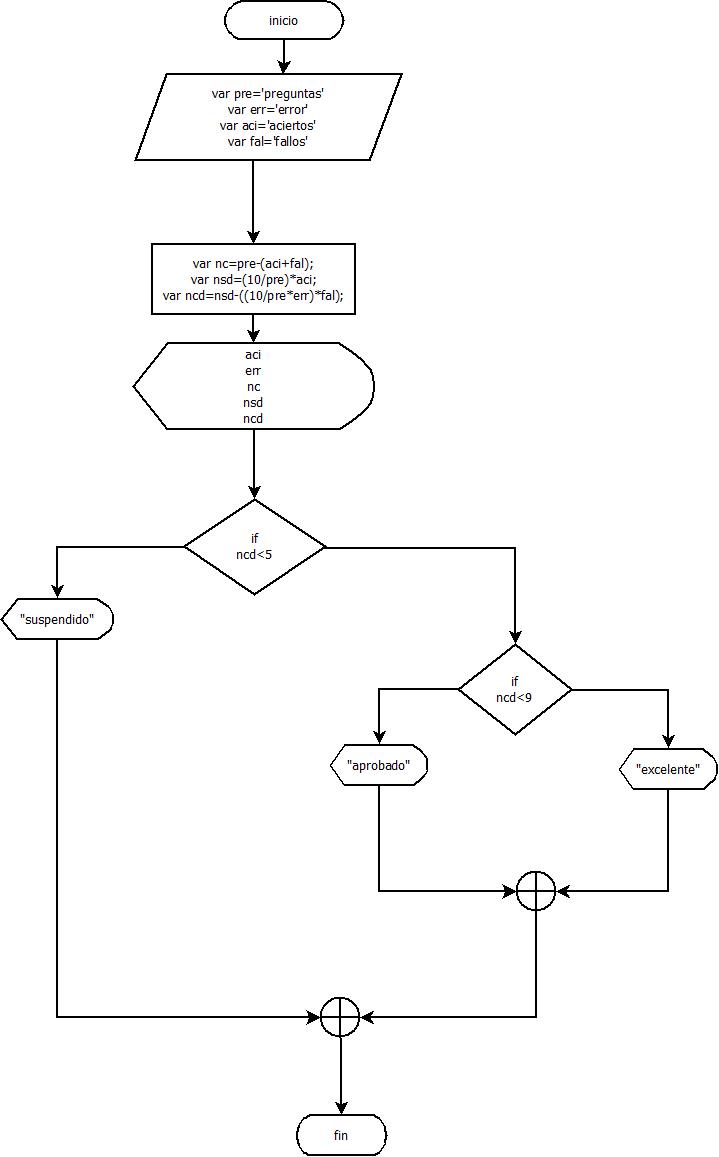 inicio
var pre='preguntas'
var err='error'
var aci='aciertos'
var fal='fallos'
var nc=pre-(aci+fal);
var nsd=(10/pre)*aci;
var ncd=nsd-((10/pre*err)*fal);
aci
err
nc
nsd
ncd
if
ncd<5
"suspendido"
if
ncd<9
"aprobado"
"excelente"
fin